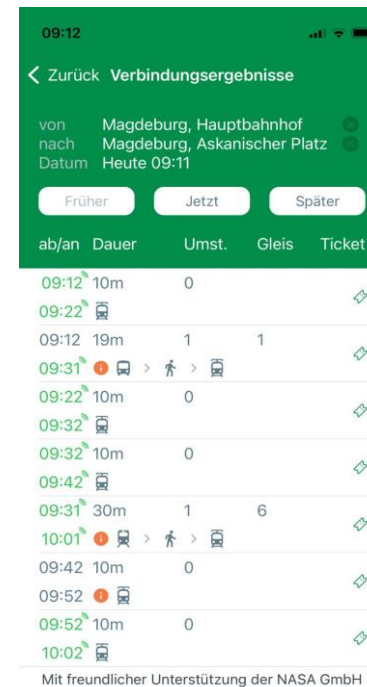 09:12
Zurück Verbindungsergebnisse
von Magdeburg, Hauptbahnhof
nach Magdeburg, Askanischer Platz
Datum Heute 09:11
Früher Jetzt Später
ab/an Dauer Umst. Gleis Ticket
09:12 10m 0
09:22
09:12 19m 1 1
09:31
09:22 10m 0
09:32
09:32 10m 0
09:42
09:31 30m 1 6
10:01
09:42 10m 0
09:52
09:52 10m 0
10:02
Mit freundlicher Unterstützung der NASA GmbH